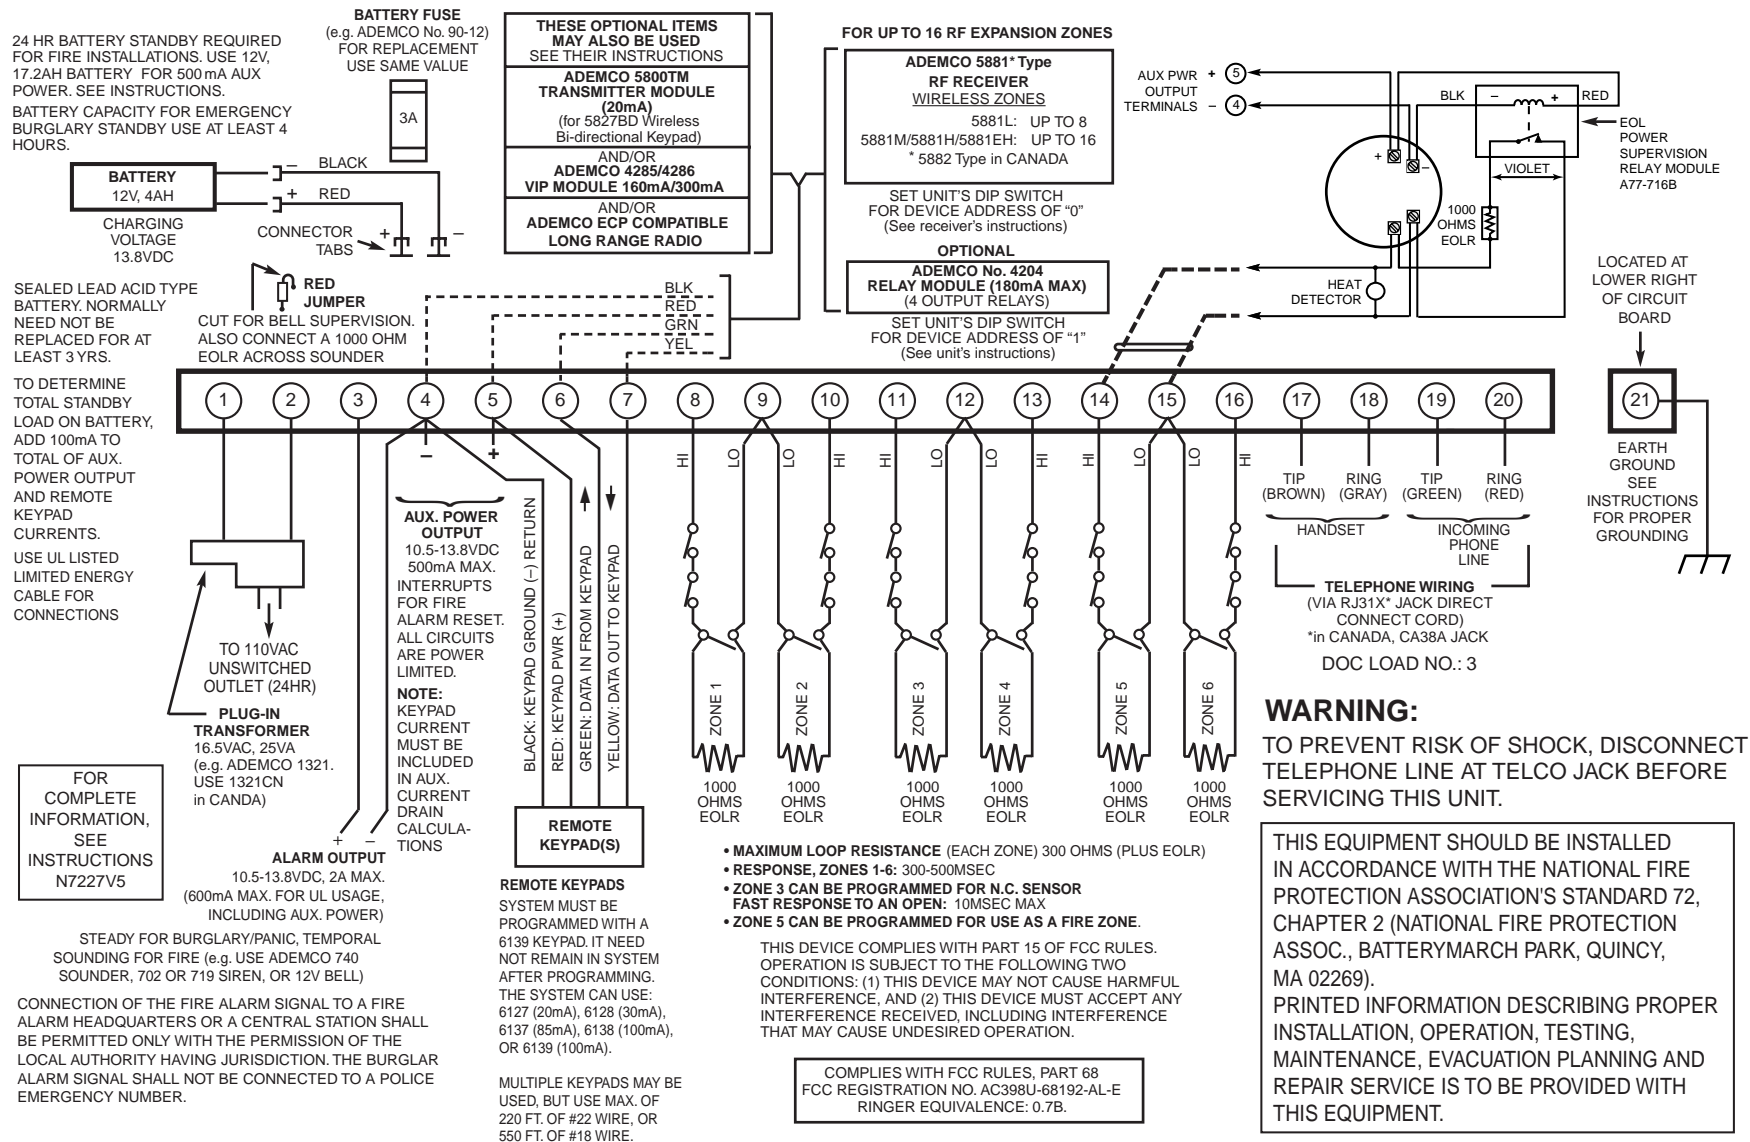 24 HR BATTERY STANDBY REQUIRED
FOR FIRE INSTALLATIONS. USE 12V,
17.2AH BATTERY FOR 500 mA AUX
POWER. SEE INSTRUCTIONS.
BATTERY CAPACITY FOR EMERGENCY
BURGLARY STANDBY USE AT LEAST 4
HOURS.
BATTERY FUSE
(e.g. ADEMCO No. 90-12)
FOR REPLACEMENT
USE SAME VALUE
3A
BATTERY
12V, 4AH
CHARGING
VOLTAGE
13.8VDC
– BLACK
+ RED
CONNECTOR
TABS
+ –
RED
JUMPER
CUT FOR BELL SUPERVISION.
ALSO CONNECT A 1000 OHM
EOLR ACROSS SOUNDER
SEALED LEAD ACID TYPE
BATTERY. NORMALLY
NEED NOT BE
REPLACED FOR AT
LEAST 3 YRS.
TO DETERMINE
TOTAL STANDBY
LOAD ON BATTERY,
ADD 100mA TO
TOTAL OF AUX.
POWER OUTPUT
AND REMOTE
KEYPAD
CURRENTS.
USE UL LISTED
LIMITED ENERGY
CABLE FOR
CONNECTIONS
THESE OPTIONAL ITEMS
MAY ALSO BE USED
SEE THEIR INSTRUCTIONS
ADEMCO 5800TM
TRANSMITTER MODULE
(20mA)
(for 5827BD Wireless
Bi-directional Keypad)
AND/OR
ADEMCO 4285/4286
VIP MODULE 160mA/300mA
AND/OR
ADEMCO ECP COMPATIBLE
LONG RANGE RADIO
BLK
RED
GRN
YEL
FOR UP TO 16 RF EXPANSION ZONES
ADEMCO 5881* Type
RF RECEIVER
WIRELESS ZONES
5881L: UP TO 8
5881M/5881H/5881EH: UP TO 16
* 5882 Type in CANADA
SET UNIT'S DIP SWITCH
FOR DEVICE ADDRESS OF “0”
(See receiver's instructions)
OPTIONAL
ADEMCO No. 4204
RELAY MODULE (180mA MAX)
(4 OUTPUT RELAYS)
SET UNIT'S DIP SWITCH
FOR DEVICE ADDRESS OF “1”
(See unit's instructions)
AUX PWR + 5
OUTPUT
TERMINALS – 4
BLK – + RED
EOL
POWER
SUPERVISION
RELAY MODULE
A77-716B
VIOLET
+ –
1000
OHMS
EOLR
HEAT
DETECTOR
LOCATED AT
LOWER RIGHT
OF CIRCUIT
BOARD
1 2 3 4 5 6 7 8 9 10 11 12 13 14 15 16 17 18 19 20 21
– +
HI LO LO HI HI LO LO HI HI LO LO HI
TIP
(BROWN)
RING
(GRAY)
TIP
(GREEN)
RING
(RED)
HANDSET
INCOMING
PHONE
LINE
TELEPHONE WIRING
(VIA RJ31X* JACK DIRECT
CONNECT CORD)
*in CANADA, CA38A JACK
DOC LOAD NO.: 3
EARTH
GROUND
SEE
INSTRUCTIONS
FOR PROPER
GROUNDING
TO 110VAC
UNSWITCHED
OUTLET (24HR)
PLUG-IN
TRANSFORMER
16.5VAC, 25VA
(e.g. ADEMCO 1321.
USE 1321CN
in CANDA)
FOR
COMPLETE
INFORMATION,
SEE
INSTRUCTIONS
N7227V5
+ –
ALARM OUTPUT
10.5-13.8VDC, 2A MAX.
(600mA MAX. FOR UL USAGE,
INCLUDING AUX. POWER)
STEADY FOR BURGLARY/PANIC, TEMPORAL
SOUNDING FOR FIRE (e.g. USE ADEMCO 740
SOUNDER, 702 OR 719 SIREN, OR 12V BELL)
CONNECTION OF THE FIRE ALARM SIGNAL TO A FIRE
ALARM HEADQUARTERS OR A CENTRAL STATION SHALL
BE PERMITTED ONLY WITH THE PERMISSION OF THE
LOCAL AUTHORITY HAVING JURISDICTION. THE BURGLAR
ALARM SIGNAL SHALL NOT BE CONNECTED TO A POLICE
EMERGENCY NUMBER.
AUX. POWER
OUTPUT
10.5-13.8VDC
500mA MAX.
INTERRUPTS
FOR FIRE
ALARM RESET.
ALL CIRCUITS
ARE POWER
LIMITED.
NOTE:
KEYPAD
CURRENT
MUST BE
INCLUDED
IN AUX.
CURRENT
DRAIN
CALCULA-
TIONS
BLACK: KEYPAD GROUND (–) RETURN
RED: KEYPAD PWR (+)
GREEN: DATA IN FROM KEYPAD
YELLOW: DATA OUT TO KEYPAD
REMOTE
KEYPAD(S)
REMOTE KEYPADS
SYSTEM MUST BE
PROGRAMMED WITH A
6139 KEYPAD. IT NEED
NOT REMAIN IN SYSTEM
AFTER PROGRAMMING.
THE SYSTEM CAN USE:
6127 (20mA), 6128 (30mA),
6137 (85mA), 6138 (100mA),
OR 6139 (100mA).
MULTIPLE KEYPADS MAY BE
USED, BUT USE MAX. OF
220 FT. OF #22 WIRE, OR
550 FT. OF #18 WIRE.
ZONE 1
1000
OHMS
EOLR
ZONE 2
1000
OHMS
EOLR
ZONE 3
1000
OHMS
EOLR
ZONE 4
1000
OHMS
EOLR
ZONE 5
1000
OHMS
EOLR
ZONE 6
1000
OHMS
EOLR
• MAXIMUM LOOP RESISTANCE (EACH ZONE) 300 OHMS (PLUS EOLR)
• RESPONSE, ZONES 1-6: 300-500MSEC
• ZONE 3 CAN BE PROGRAMMED FOR N.C. SENSOR
FAST RESPONSE TO AN OPEN: 10MSEC MAX
• ZONE 5 CAN BE PROGRAMMED FOR USE AS A FIRE ZONE.
THIS DEVICE COMPLIES WITH PART 15 OF FCC RULES.
OPERATION IS SUBJECT TO THE FOLLOWING TWO
CONDITIONS: (1) THIS DEVICE MAY NOT CAUSE HARMFUL
INTERFERENCE, AND (2) THIS DEVICE MUST ACCEPT ANY
INTERFERENCE RECEIVED, INCLUDING INTERFERENCE
THAT MAY CAUSE UNDESIRED OPERATION.
COMPLIES WITH FCC RULES, PART 68
FCC REGISTRATION NO. AC398U-68192-AL-E
RINGER EQUIVALENCE: 0.7B.
WARNING:
TO PREVENT RISK OF SHOCK, DISCONNECT
TELEPHONE LINE AT TELCO JACK BEFORE
SERVICING THIS UNIT.
THIS EQUIPMENT SHOULD BE INSTALLED
IN ACCORDANCE WITH THE NATIONAL FIRE
PROTECTION ASSOCIATION'S STANDARD 72,
CHAPTER 2 (NATIONAL FIRE PROTECTION
ASSOC., BATTERYMARCH PARK, QUINCY,
MA 02269).
PRINTED INFORMATION DESCRIBING PROPER
INSTALLATION, OPERATION, TESTING,
MAINTENANCE, EVACUATION PLANNING AND
REPAIR SERVICE IS TO BE PROVIDED WITH
THIS EQUIPMENT.